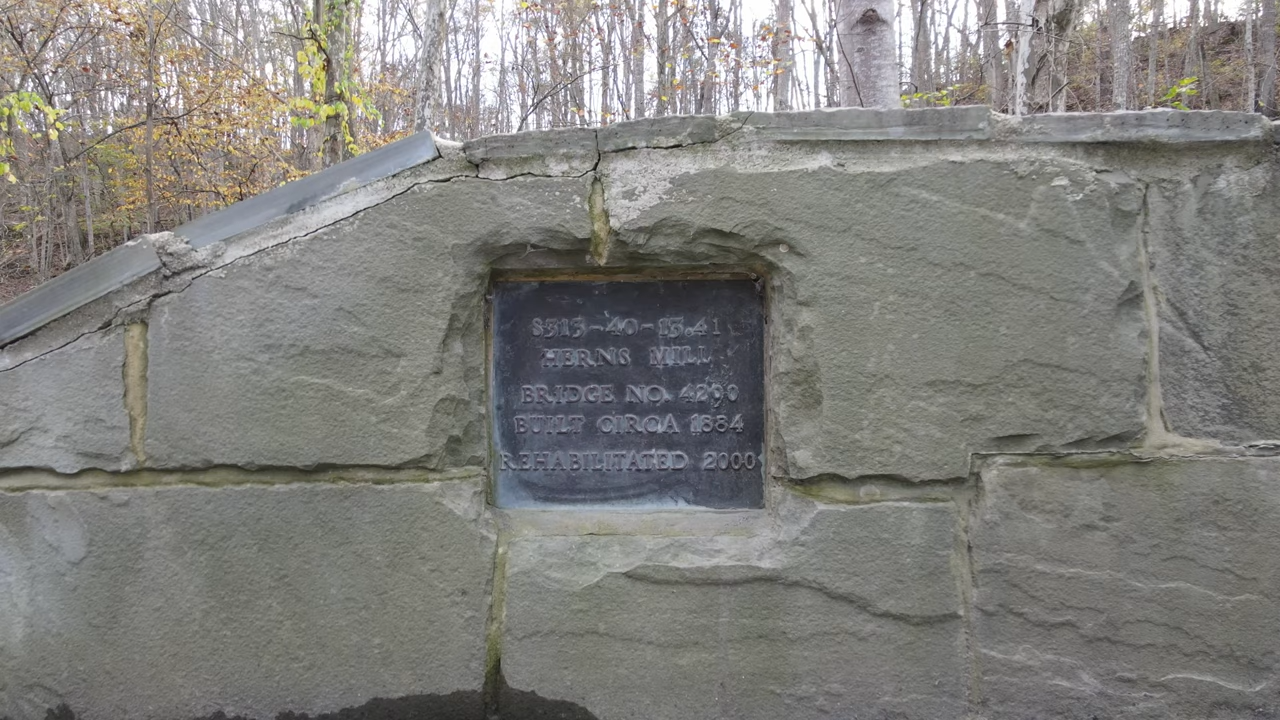 8313-40-13.41
HERNS MILL
BRIDGE NO. 4290
BUILT CIRCA 1884
REHABILITATED 2000